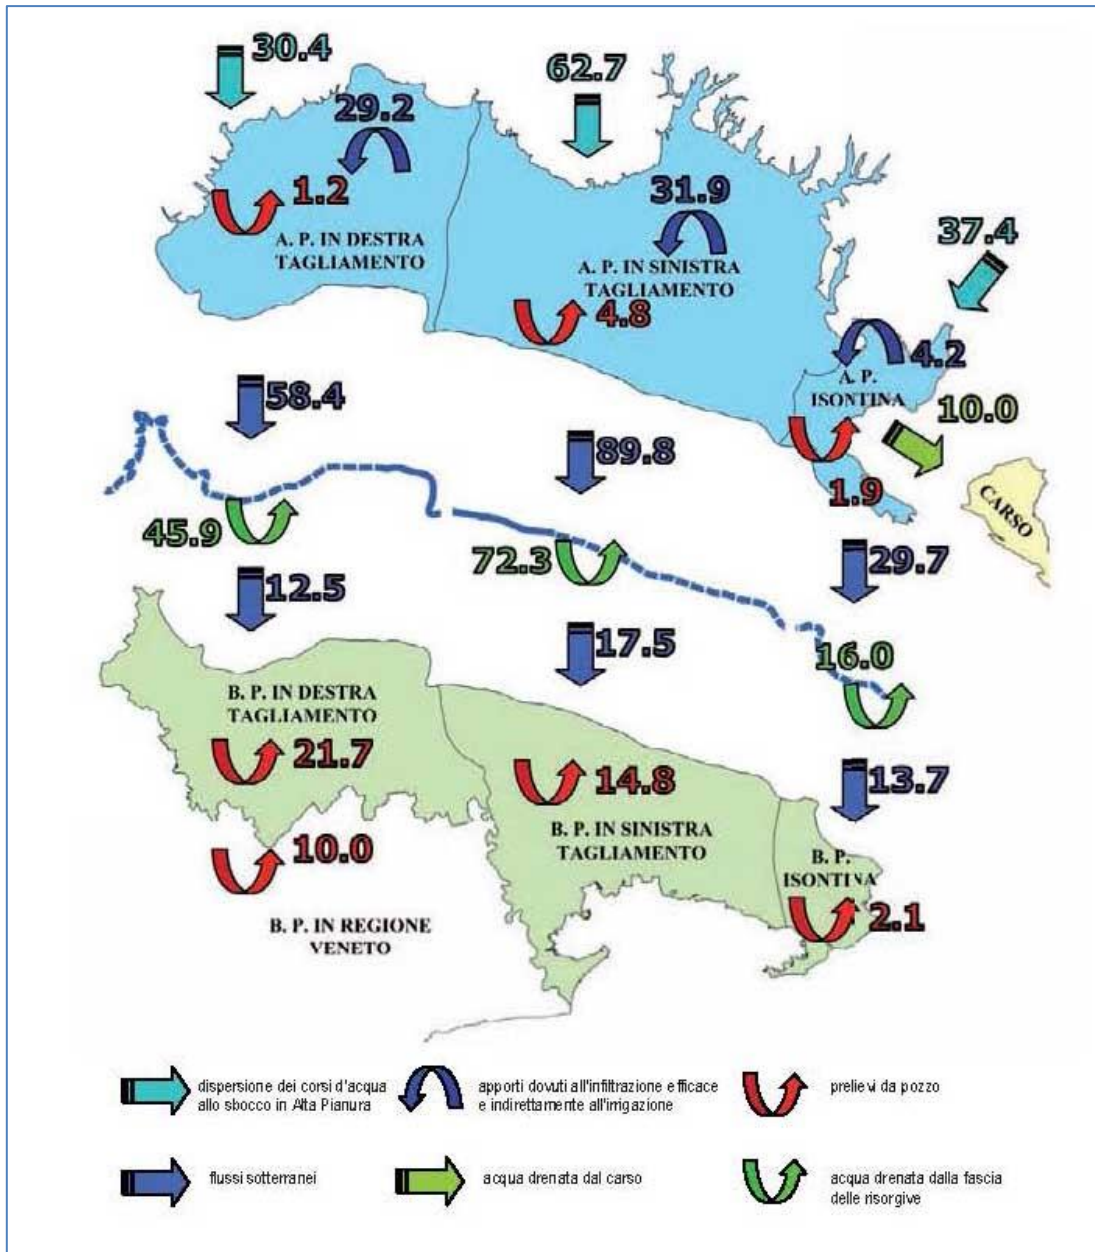 30.4
62.7
29.2
1.2
31.9
37.4
A. P. IN DESTRA
TAGLIAMENTO
A. P. IN SINISTRA
TAGLIAMENTO
4.8
4.2
A. P.
ISONTINA
10.0
58.4
89.8
1.9
CARSO
45.9
72.3
29.7
12.5
17.5
16.0
B. P. IN DESTRA
TAGLIAMENTO
21.7
14.8
13.7
B. P. IN SINISTRA
TAGLIAMENTO
10.0
B. P.
ISONTINA
2.1
B. P. IN REGIONE
VENETO
dispersione dei corsi d'acqua
allo sbocco in Alta Pianura
apporti dovuti all'infiltrazione efficace
e indirettamente all'irrigazione
prelievi da pozzo
flussi sotterranei
acqua drenata dal carso
acqua drenata dalla fascia
delle risorgive